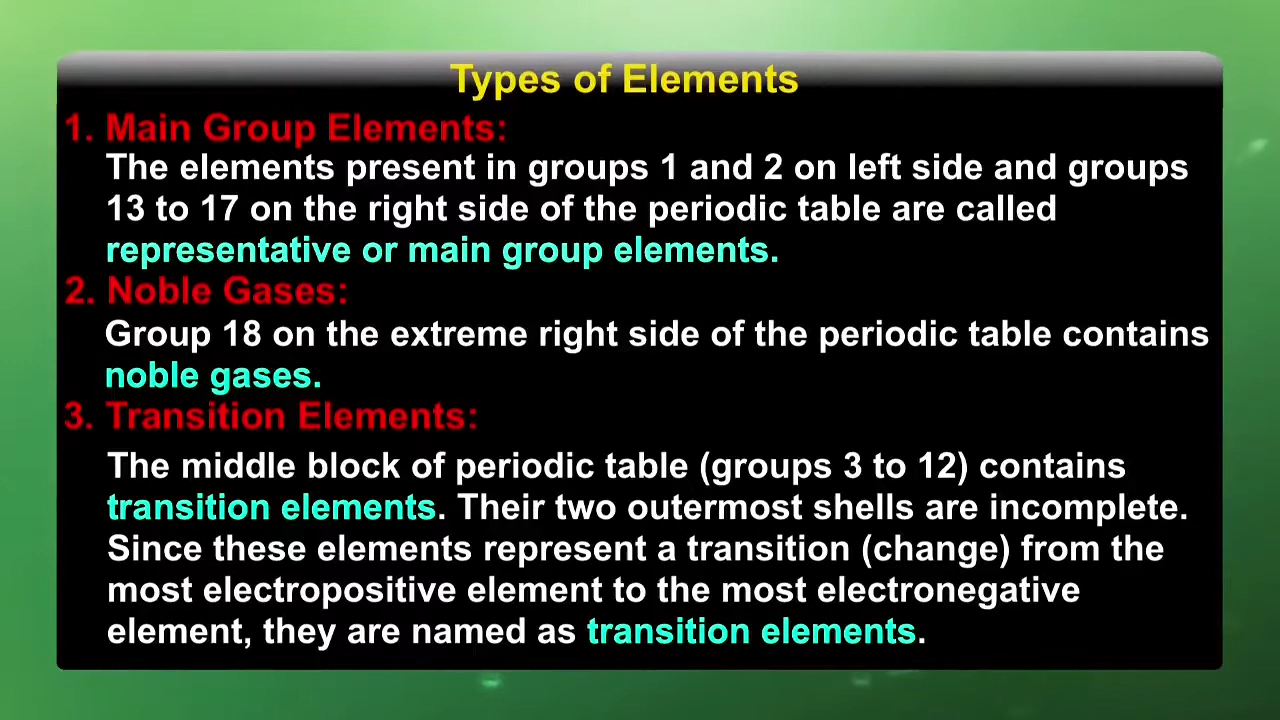 Types of Elements
1. Main Group Elements:
The elements present in groups 1 and 2 on left side and groups
13 to 17 on the right side of the periodic table are called
representative or main group elements.
2. Noble Gases:
Group 18 on the extreme right side of the periodic table contains
noble gases.
3. Transition Elements:
The middle block of periodic table (groups 3 to 12) contains
transition elements. Their two outermost shells are incomplete.
Since these elements represent a transition (change) from the
most electropositive element to the most electronegative
element, they are named as transition elements.